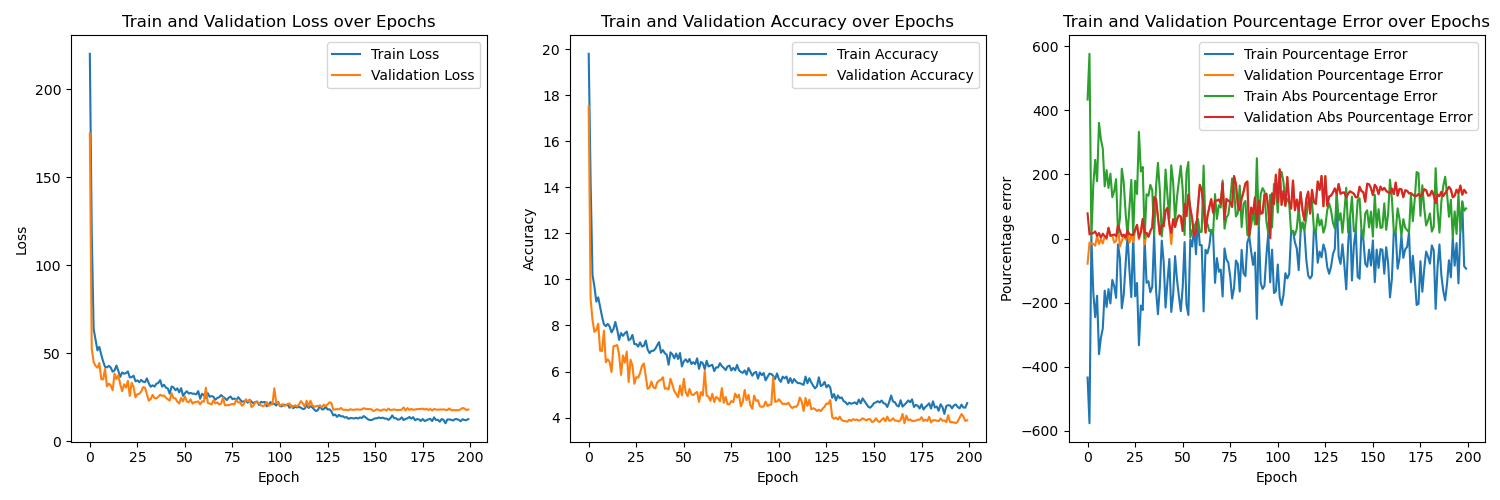 Train and Validation Loss over Epochs
Train Loss
Validation Loss
Loss
200
150
100
50
0
0 25 50 75 100 125 150 175 200
Epoch
Train and Validation Accuracy over Epochs
Train Accuracy
Validation Accuracy
Accuracy
20
18
16
14
12
10
8
6
4
0 25 50 75 100 125 150 175 200
Epoch
Train and Validation Pourcentage Error over Epochs
Train Pourcentage Error
Validation Pourcentage Error
Train Abs Pourcentage Error
Validation Abs Pourcentage Error
Pourcentage error
600
400
200
0
−200
−400
−600
0 25 50 75 100 125 150 175 200
Epoch